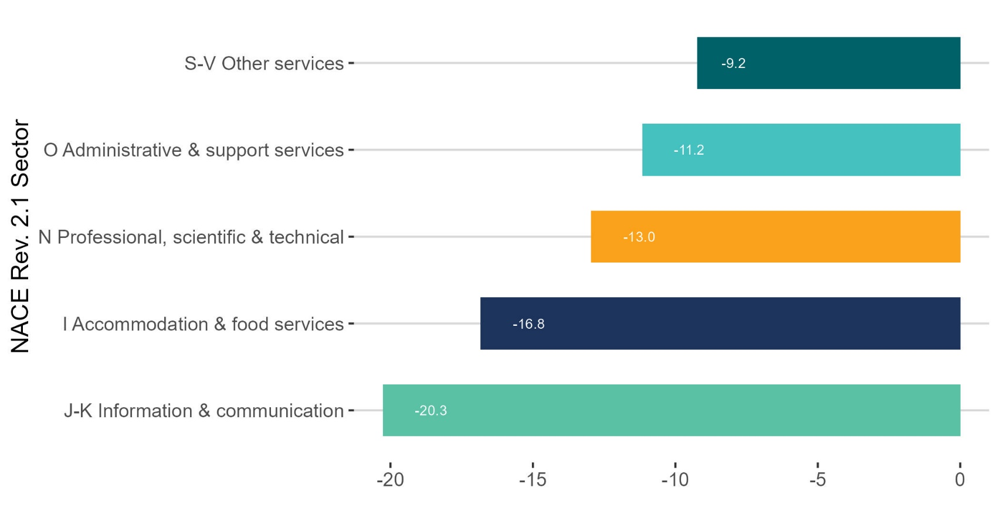 NACE Rev. 2.1 Sector
S-V Other services
-9.2
O Administrative & support services
-11.2
N Professional, scientific & technical
-13.0
I Accommodation & food services
-16.8
J-K Information & communication
-20.3
-20 -15 -10 -5 0